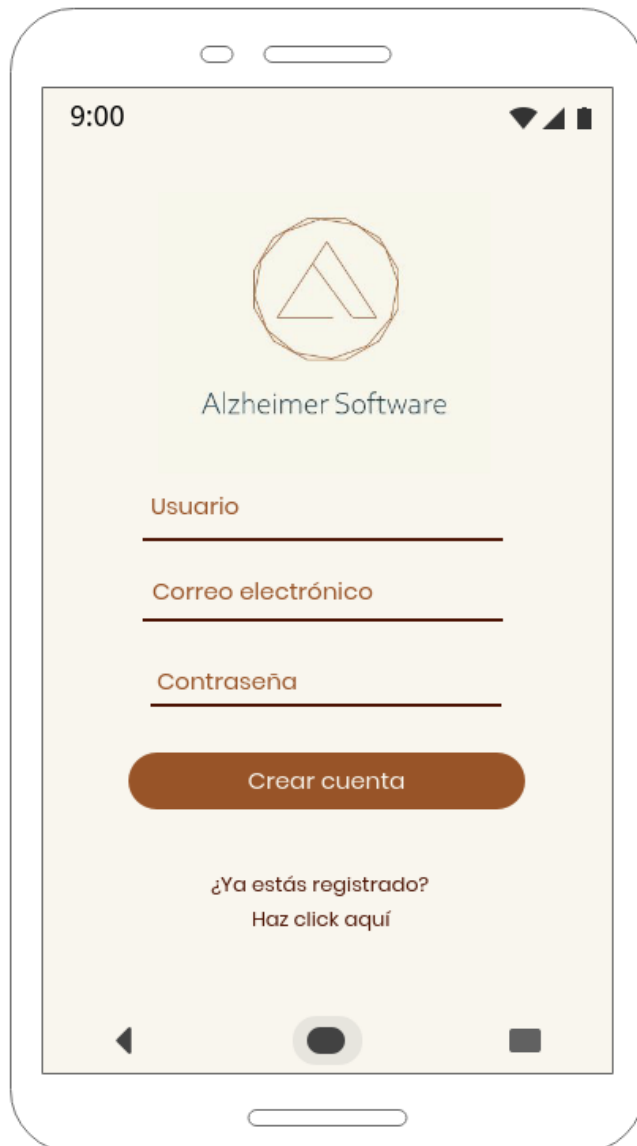 9:00
Alzheimer Software
Usuario
Correo electrónico
Contraseña
Crear cuenta
¿Ya estás registrado?
Haz click aquí